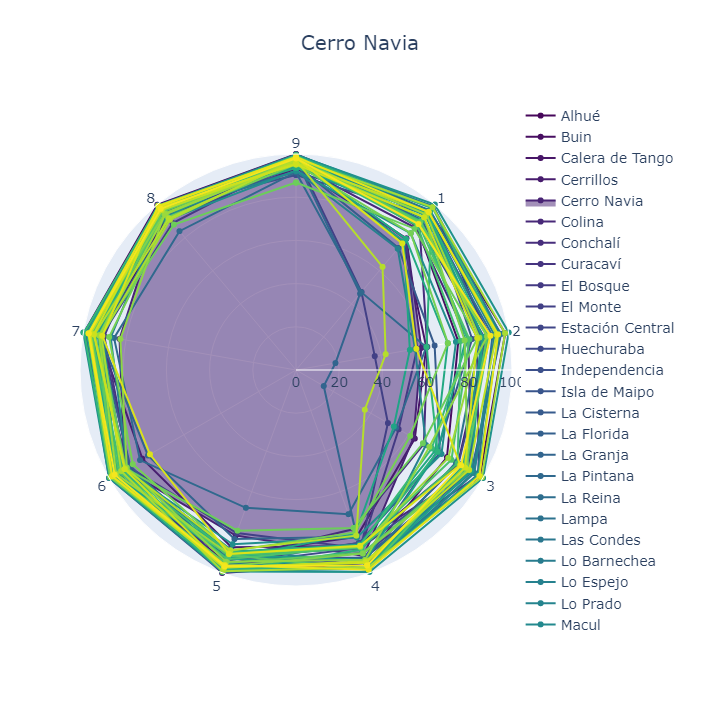 Cerro Navia
9
1
2
3
4
5
6
7
8
0 20 40 60 80 100
Alhué
Buin
Calera de Tango
Cerrillos
Cerro Navia
Colina
Conchalí
Curacaví
El Bosque
El Monte
Estación Central
Huechuraba
Independencia
Isla de Maipo
La Cisterna
La Florida
La Granja
La Pintana
La Reina
Lampa
Las Condes
Lo Barnechea
Lo Espejo
Lo Prado
Macul